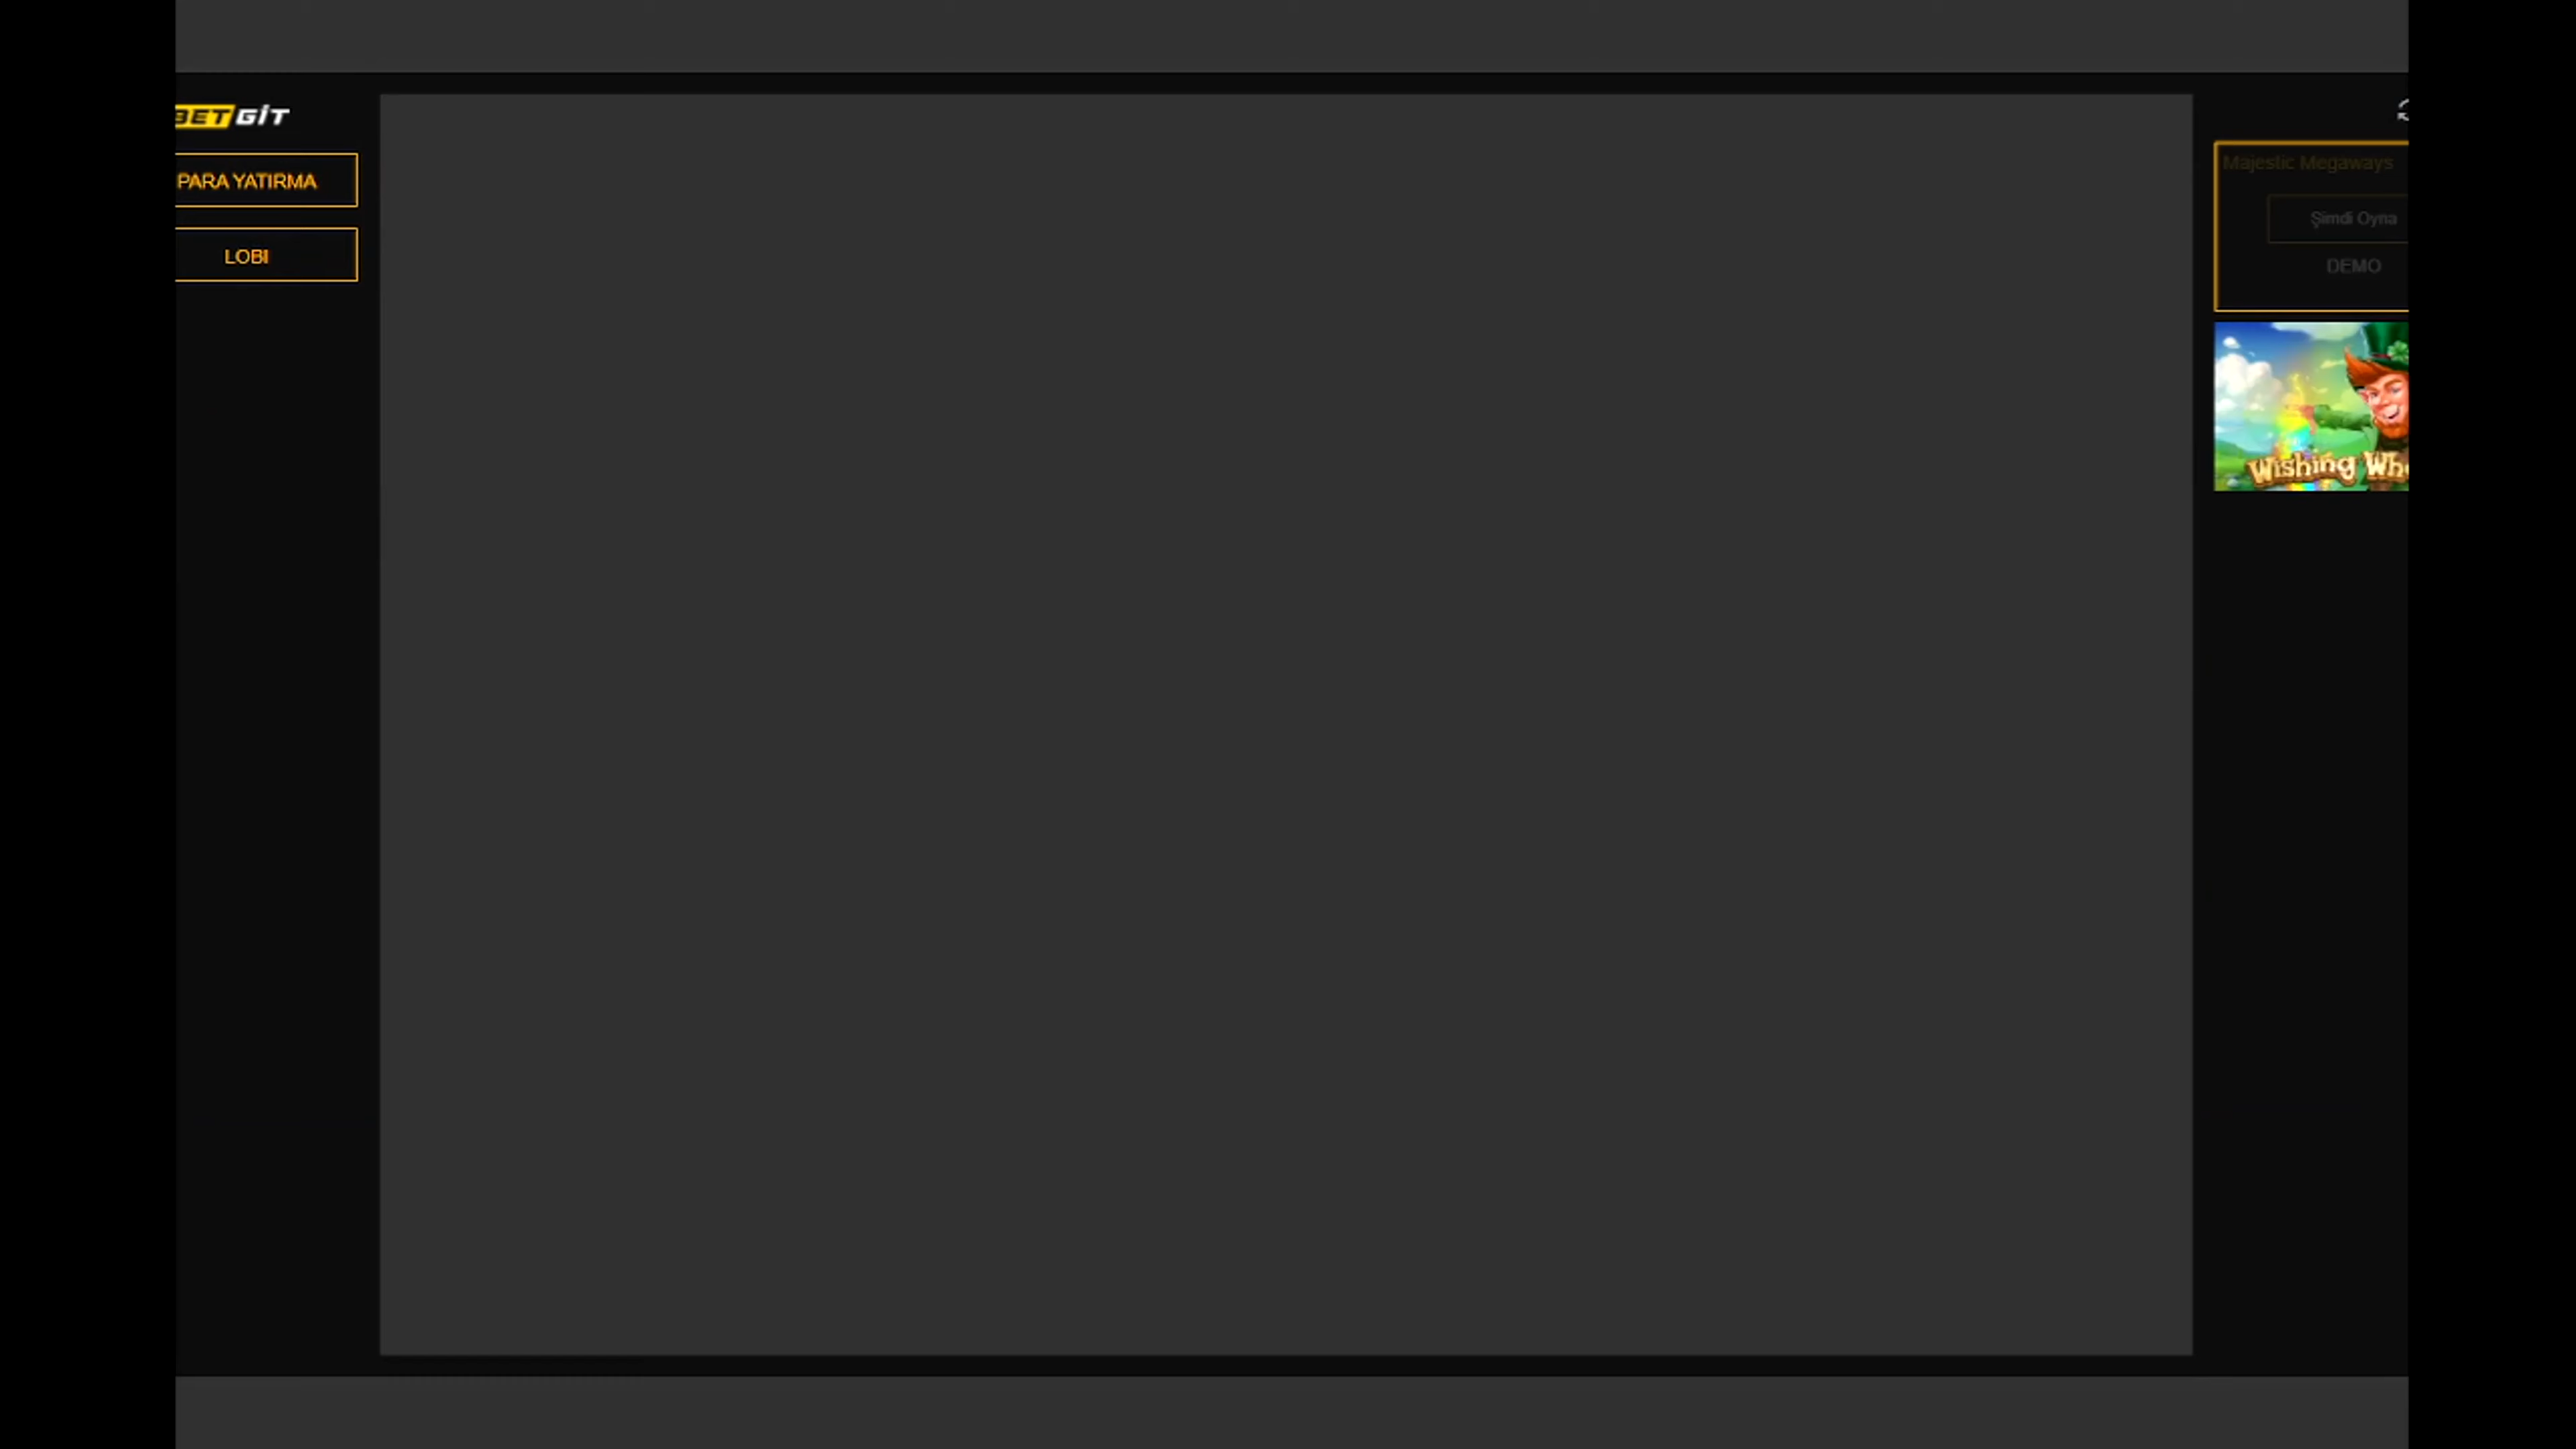 BETGİT
PARA YATIRMA
LOBI
Majestic Megaways
Şimdi Oyna
DEMO
Wishing